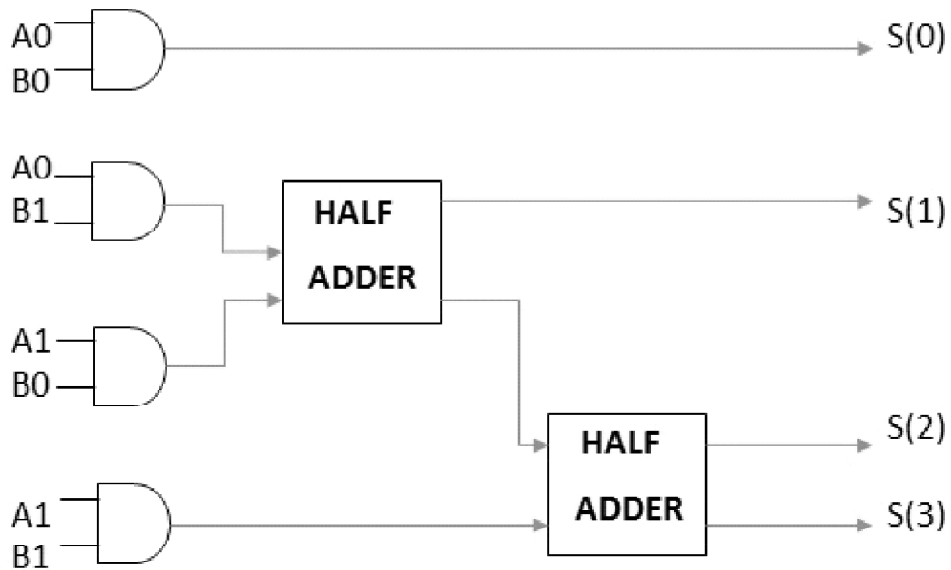 A0
B0
S(0)
A0
B1
HALF
ADDER
S(1)
A1
B0
HALF
ADDER
S(2)
A1
B1
S(3)